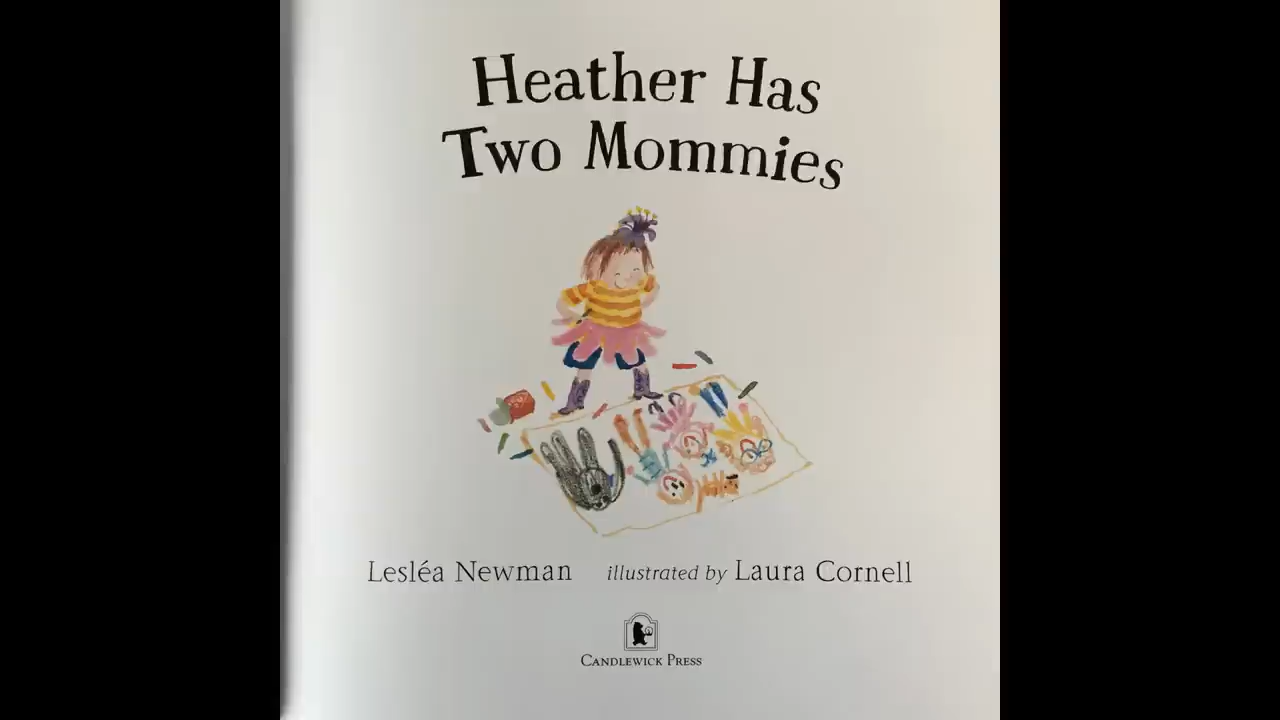 Heather Has
Two Mommies
Lesléa Newman illustrated by Laura Cornell
CANDLEWICK PRESS